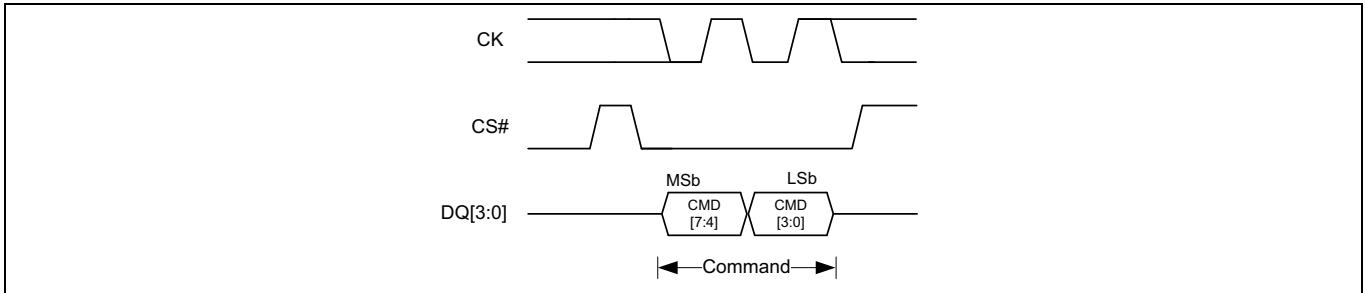 CK
CS#
MSb LSb
DQ[3:0]
CMD
[7:4]
CMD
[3:0]
Command